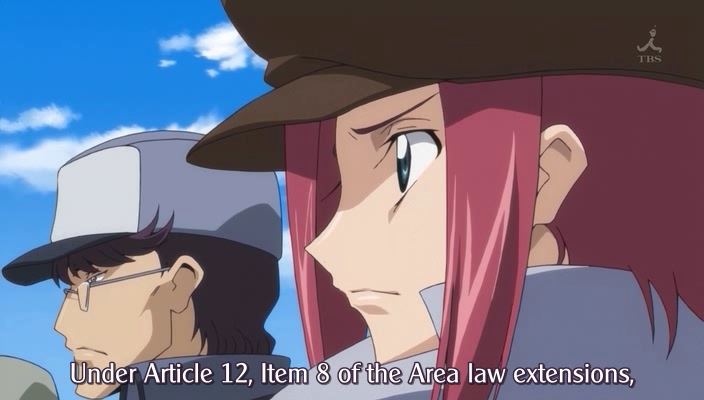 TBS
Under Article 12, Item 8 of the Area law extensions,